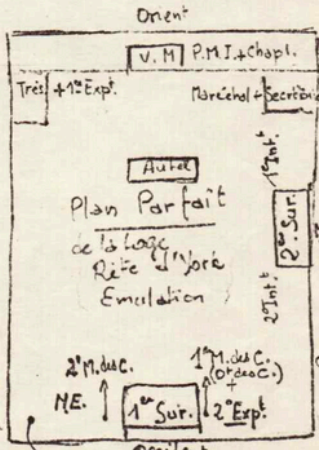 Orient
V. M P.M.I.+Chapl.
Trés. +1er Expt. Maréchal+Secrétaire
1er Int.
Autel
Plan Parfait
de la Loge
Rite d'York
(Emulation)
2e Sur.
2e Int.
2e M. des C. 1er M. des C.
(Or des C.)
+
N.E. 1er Sur. 2e Expt
Occident